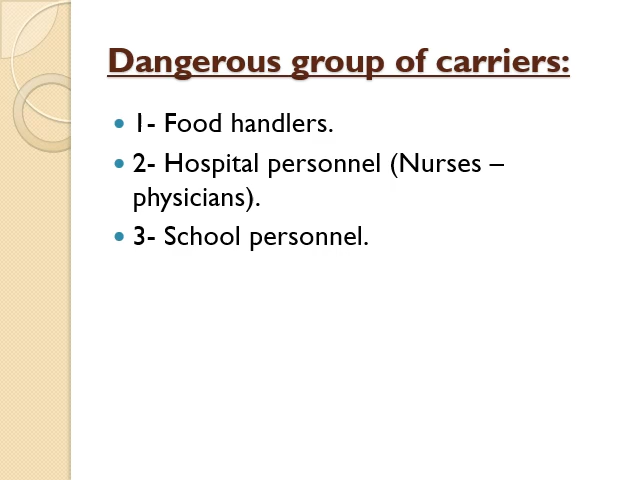 Dangerous group of carriers:
• 1- Food handlers.
• 2- Hospital personnel (Nurses –
physicians).
• 3- School personnel.